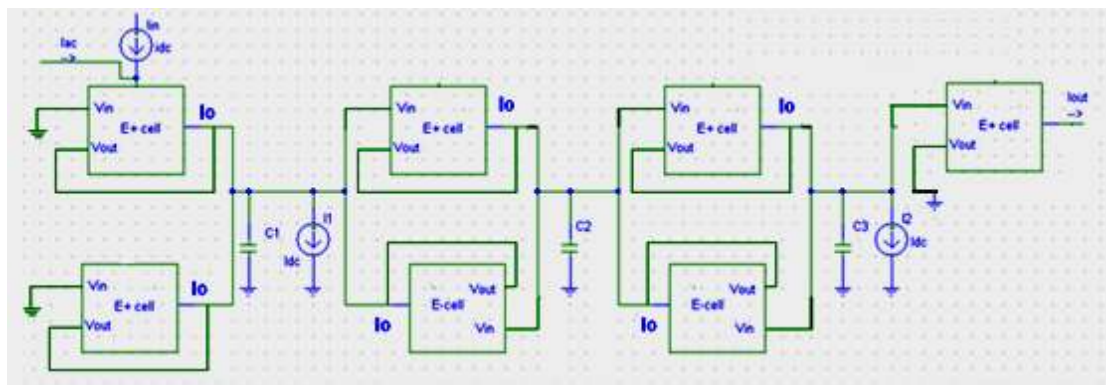 Iin
Iac
-->
idc
Vin
E+ cell
Vout
Io
Vin
E+ cell
Vout
Io
C1
I1
Idc
Vin
E+ cell
Vout
Io
Vout
E-cell
Vin
Io
C2
Vin
E+ cell
Vout
Io
Vout
E-cell
Vin
Io
C3
I2
Idc
Vin
E+ cell
Vout
Iout
-->